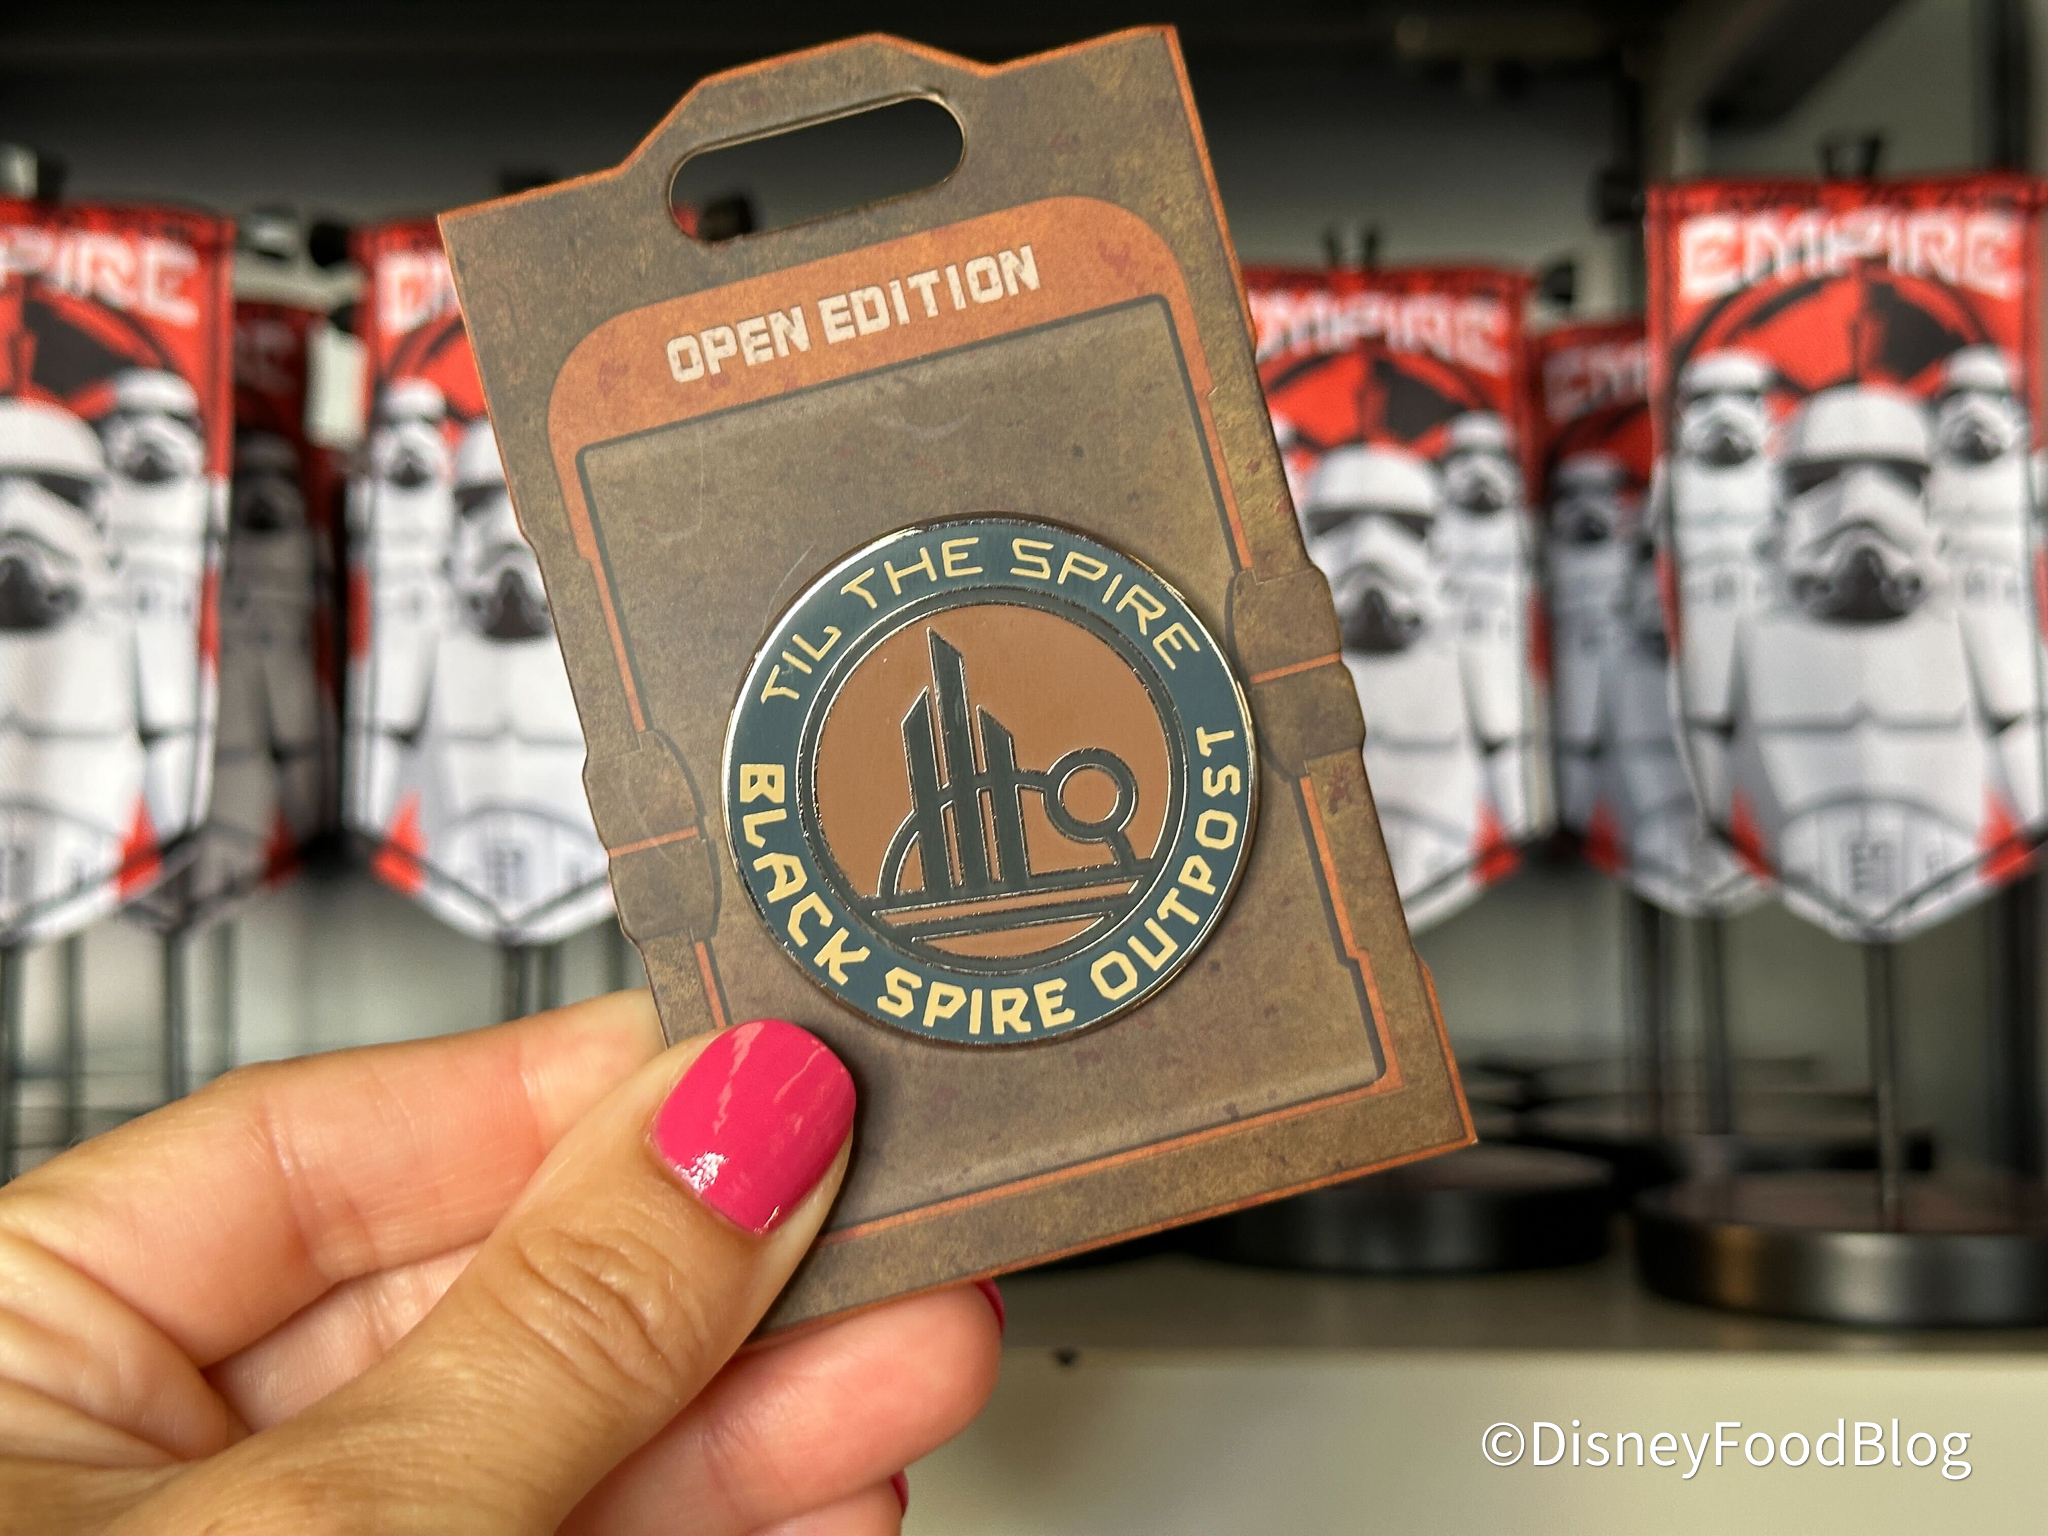 OPEN EDITION
TIL THE SPIRE
BLACK SPIRE OUTPOST
EMPIRE
EMPIRE
EMPIRE
©DisneyFoodBlog